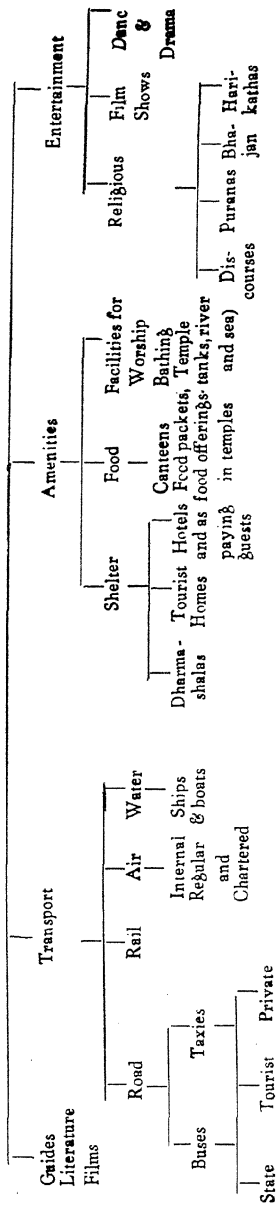 Guides
Literature
Films
Transport
Amenities
Entertainment
Road
Rail
Air
Water
Internal
Regular
and
Chartered
Ships
& boats
Buses
Taxies
State
Tourist
Private
Shelter
Food
Facilities for
Worship
Dharma-
shalas
Tourist
Homes
Hotels
and as
paying
guests
Canteens
Food packets,
food offerings
in temples
Bathing
Temple
tanks, river
and sea)
Religious
Film
Shows
Danc
&
Drama
Dis-
courses
Puranas
Bha-
jan
Hari-
kathas